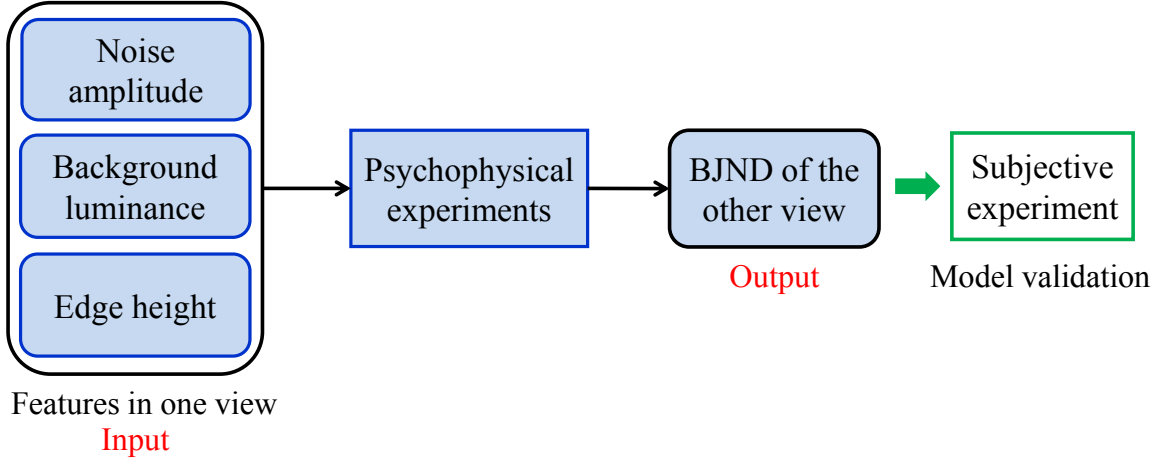 Noise
amplitude
Background
luminance
Edge height
Features in one view
Input
Psychophysical
experiments
BJND of the
other view
Output
Subjective
experiment
Model validation